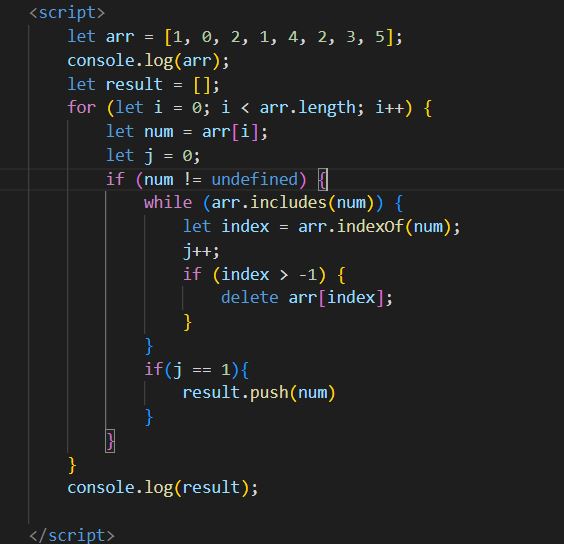 <script>
let arr = [1, 0, 2, 1, 4, 2, 3, 5];
console.log(arr);
let result = [];
for (let i = 0; i < arr.length; i++) {
let num = arr[i];
let j = 0;
if (num != undefined) {
while (arr.includes(num)) {
let index = arr.indexOf(num);
j++;
if (index > -1) {
delete arr[index];
}
}
if(j == 1){
result.push(num)
}
}
}
console.log(result);
</script>